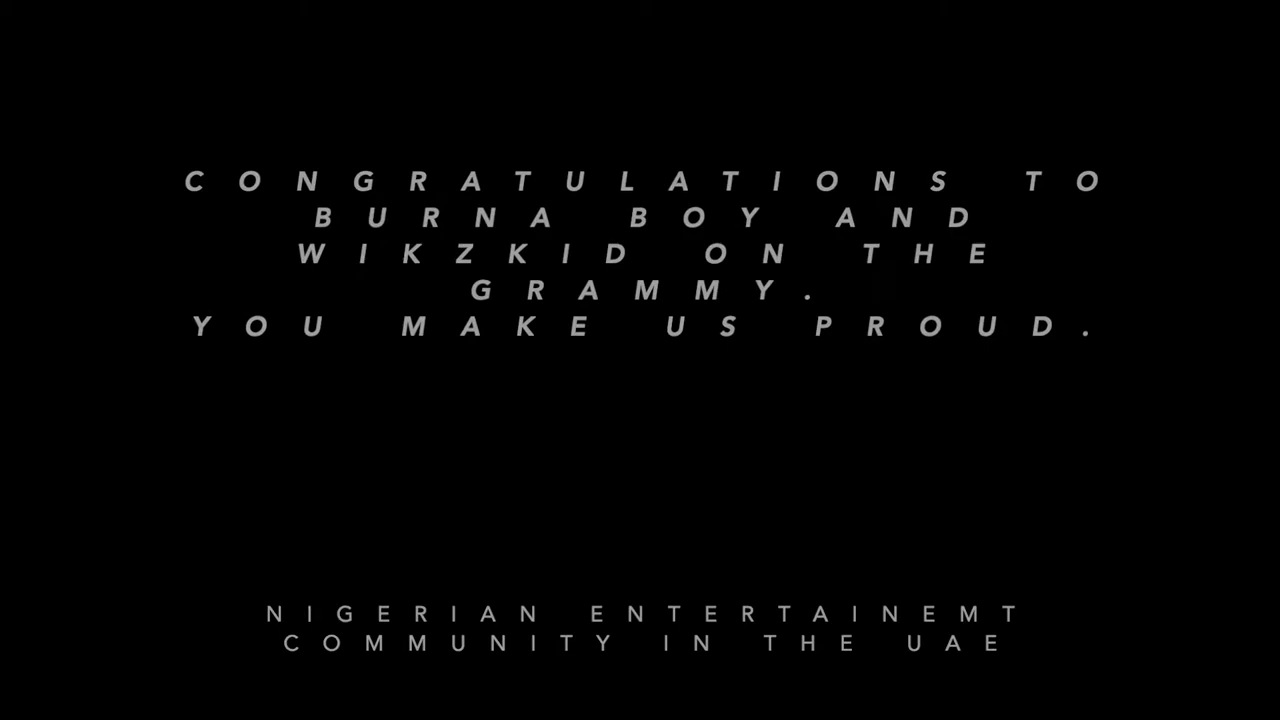 CONGRATULATIONS TO
BURNA BOY AND
WIKZKID ON THE
GRAMMY.
YOU MAKE US PROUD.
NIGERIAN ENTERTAINEMT
COMMUNITY IN THE UAE